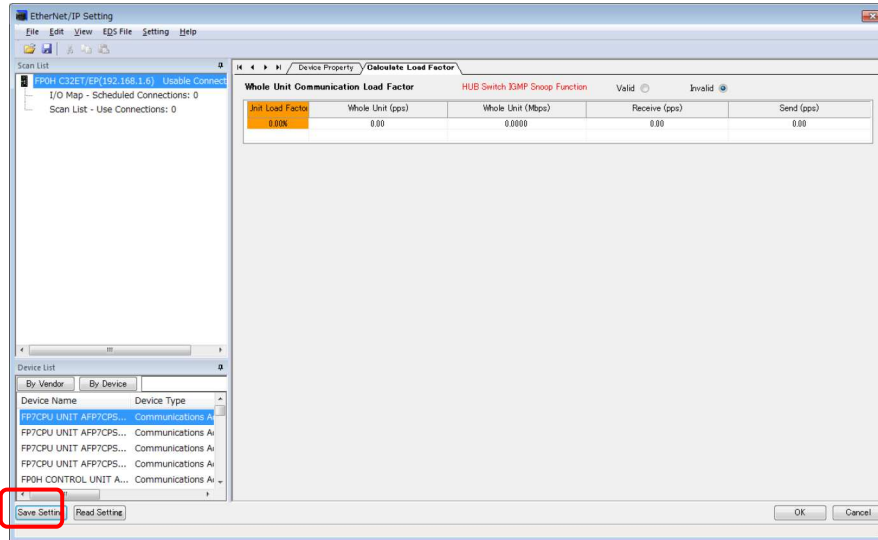 EtherNet/IP Setting
File Edit View EDS File Setting Help
Scan List
FP0H C32ET/EP(192.168.1.6) Usable Connect
I/O Map - Scheduled Connections: 0
Scan List - Use Connections: 0
Device Property Calculate Load Factor
Whole Unit Communication Load Factor HUB Switch IGMP Snoop Function Valid Invalid
Unit Load Factor Whole Unit (pps) Whole Unit (Mbps) Receive (pps) Send (pps)
0.00% 0.00 0.0000 0.00 0.00
Device List
By Vendor By Device
Device Name Device Type
FP7CPU UNIT AFP7CPS... Communications A
FP7CPU UNIT AFP7CPS... Communications A
FP7CPU UNIT AFP7CPS... Communications A
FP7CPU UNIT AFP7CPS... Communications A
FP0H CONTROL UNIT A... Communications A
Save Setting Read Setting OK Cancel